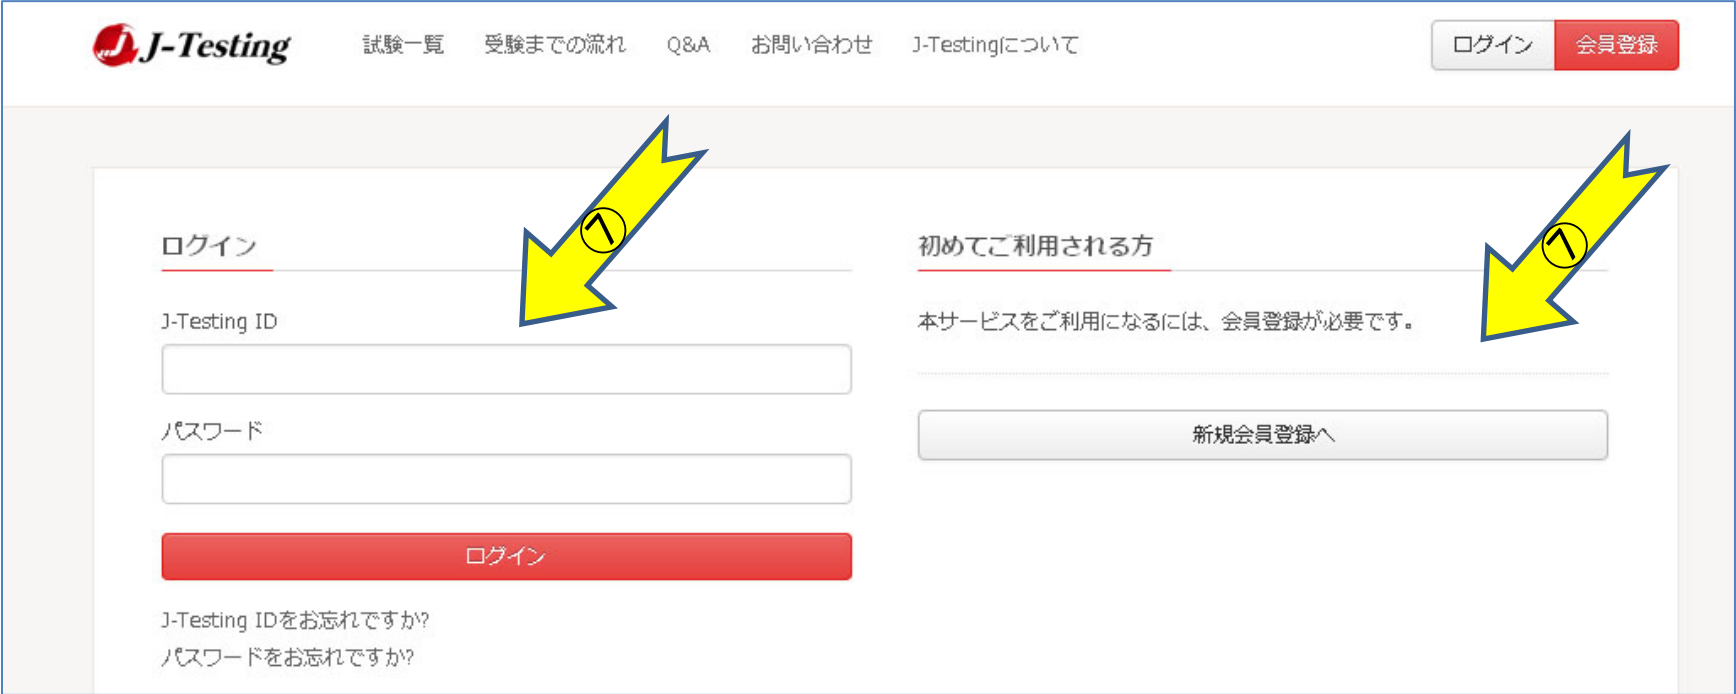 J-Testing 試験一覧 受験までの流れ Q&A お問い合わせ J-Testingについて ログイン 会員登録
⑦ ⑦
ログイン
J-Testing ID
パスワード
ログイン
J-Testing IDをお忘れですか?
パスワードをお忘れですか?
初めてご利用される方
本サービスをご利用になるには、会員登録が必要です。
新規会員登録へ